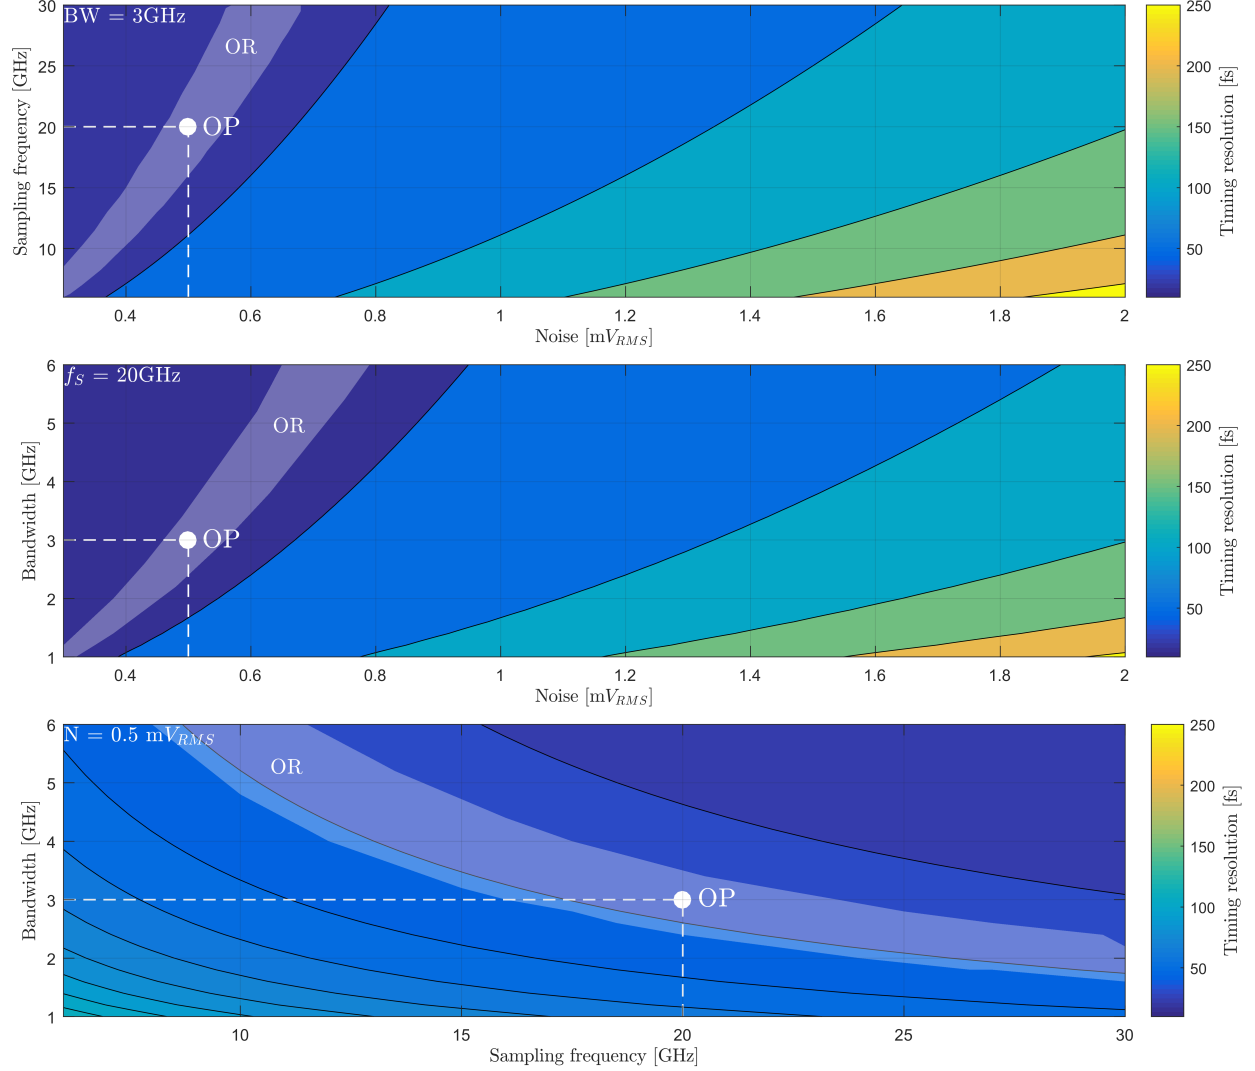 BW = 3GHz
OR
OP
30
25
20
15
10
Sampling frequency [GHz]
0.4 0.6 0.8 1 1.2 1.4 1.6 1.8 2
Noise [mV_RMS]
250
200
150
100
50
Timing resolution [fs]
f_S = 20GHz
OR
OP
6
5
4
3
2
1
Bandwidth [GHz]
0.4 0.6 0.8 1 1.2 1.4 1.6 1.8 2
Noise [mV_RMS]
250
200
150
100
50
Timing resolution [fs]
N = 0.5 mV_RMS
OR
OP
6
5
4
3
2
1
Bandwidth [GHz]
10 15 20 25 30
Sampling frequency [GHz]
250
200
150
100
50
Timing resolution [fs]